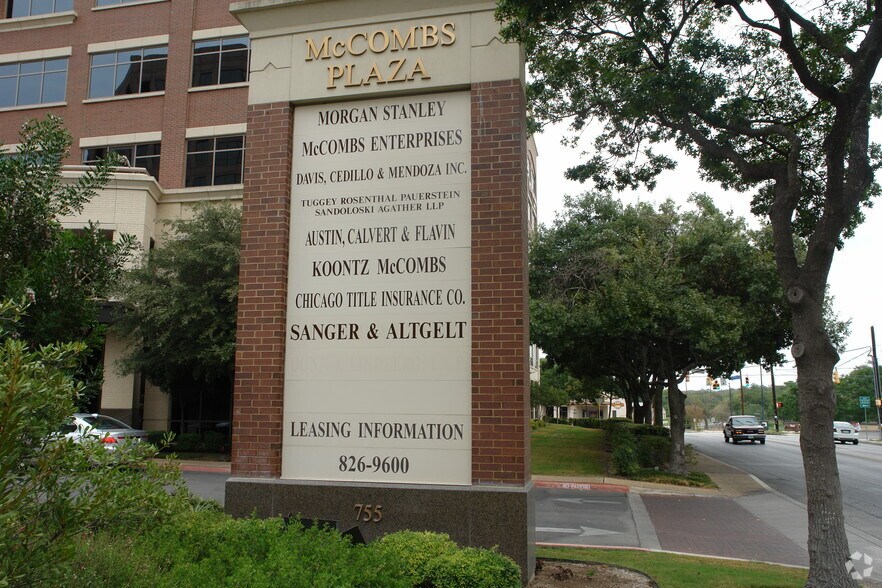 McCOMBS
PLAZA
MORGAN STANLEY
McCOMBS ENTERPRISES
DAVIS, CEDILLO & MENDOZA INC.
TUGGEY ROSENTHAL PAUERSTEIN
SANDOLOSKI AGATHER LLP
AUSTIN, CALVERT & FLAVIN
KOONTZ McCOMBS
CHICAGO TITLE INSURANCE CO.
SANGER & ALTGELT
LEASING INFORMATION
826-9600
755